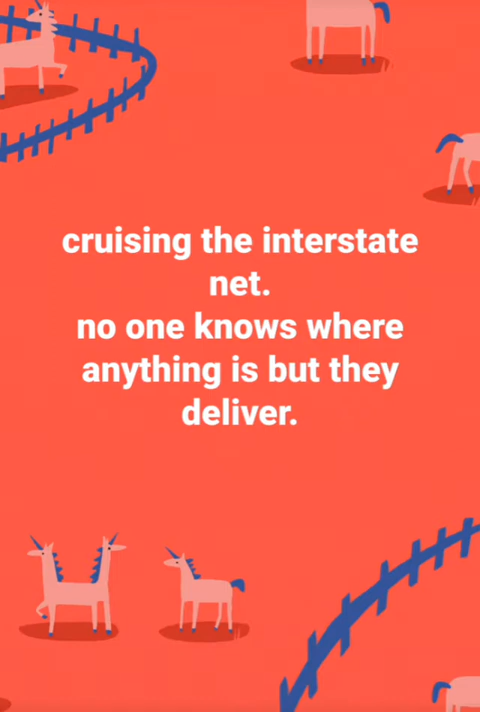 cruising the interstate
net.
no one knows where
anything is but they
deliver.